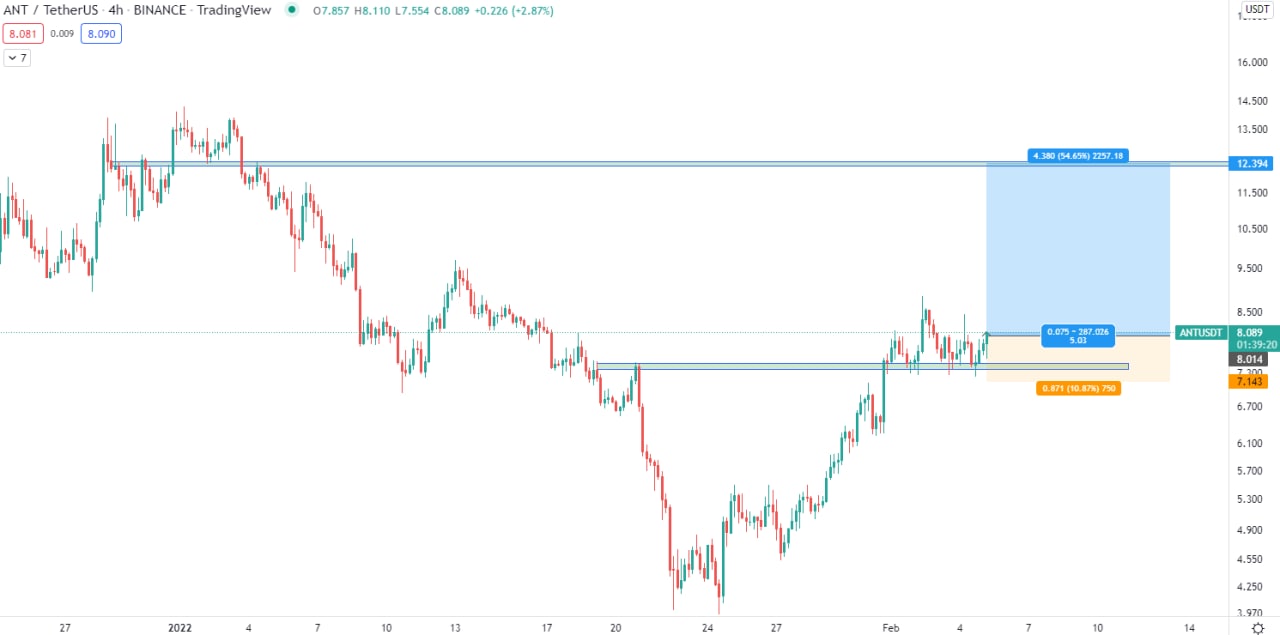 ANT / TetherUS · 4h · BINANCE · TradingView O7.857 H8.110 L7.554 C8.089 +0.226 (+2.87%)
USDT
8.081 0.009 8.090
7
16.000
14.500
13.500
4.380 (54.65%) 2257.18
12.394
11.500
10.500
9.500
8.500
0.075 ~ 287.026
5.03
ANTUSDT 8.089
01:39:20
8.014
7.300
7.143
0.871 (10.87%) 750
6.700
6.100
5.700
5.300
4.900
4.550
4.250
3.970
27 2022 4 7 10 13 17 20 24 27 Feb 4 7 10 14